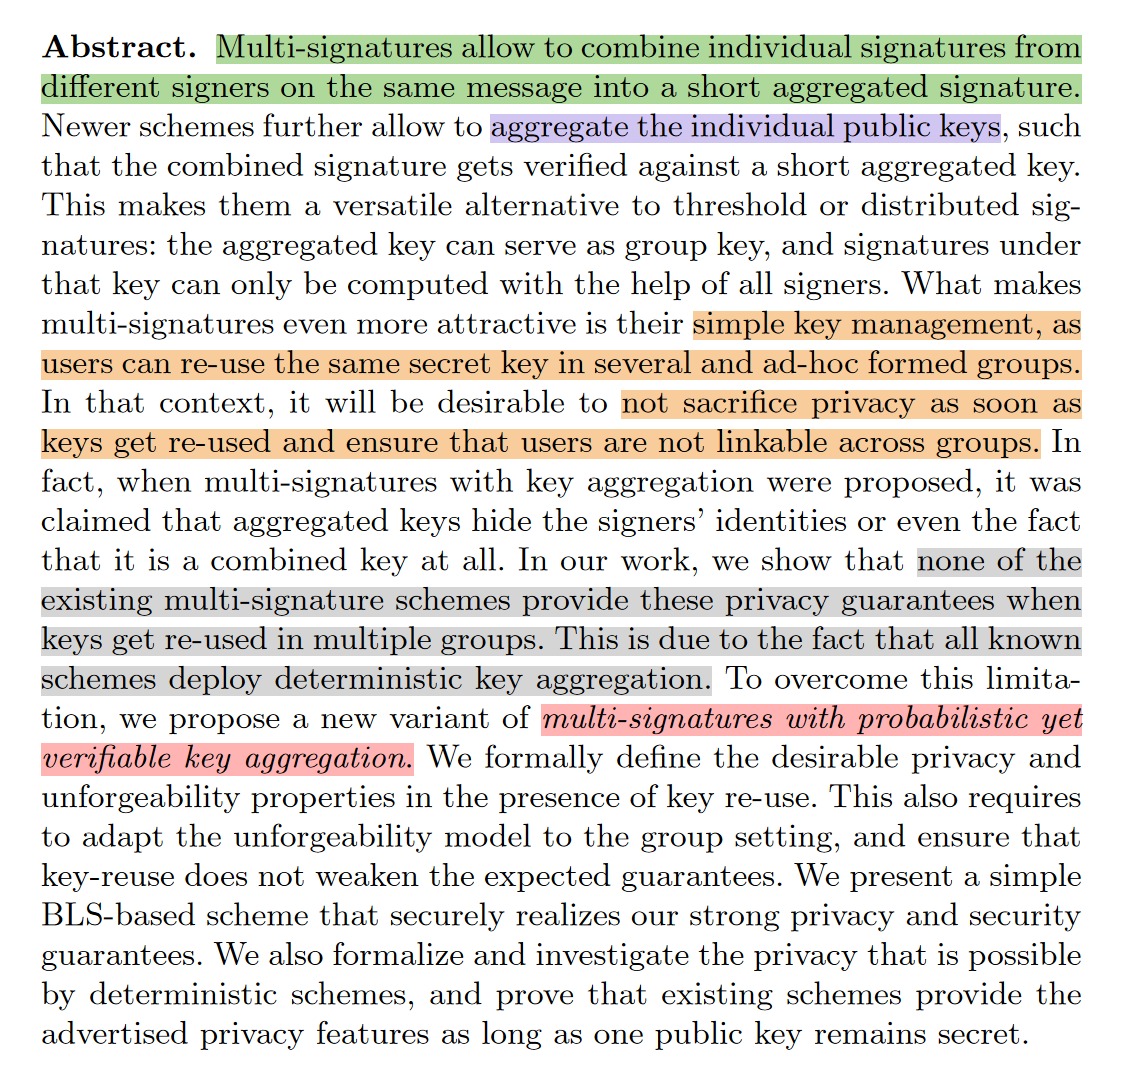 Abstract. Multi-signatures allow to combine individual signatures from
different signers on the same message into a short aggregated signature.
Newer schemes further allow to aggregate the individual public keys, such
that the combined signature gets verified against a short aggregated key.
This makes them a versatile alternative to threshold or distributed sig-
natures: the aggregated key can serve as group key, and signatures under
that key can only be computed with the help of all signers. What makes
multi-signatures even more attractive is their simple key management, as
users can re-use the same secret key in several and ad-hoc formed groups.
In that context, it will be desirable to not sacrifice privacy as soon as
keys get re-used and ensure that users are not linkable across groups. In
fact, when multi-signatures with key aggregation were proposed, it was
claimed that aggregated keys hide the signers’ identities or even the fact
that it is a combined key at all. In our work, we show that none of the
existing multi-signature schemes provide these privacy guarantees when
keys get re-used in multiple groups. This is due to the fact that all known
schemes deploy deterministic key aggregation. To overcome this limita-
tion, we propose a new variant of multi-signatures with probabilistic yet
verifiable key aggregation. We formally define the desirable privacy and
unforgeability properties in the presence of key re-use. This also requires
to adapt the unforgeability model to the group setting, and ensure that
key-reuse does not weaken the expected guarantees. We present a simple
BLS-based scheme that securely realizes our strong privacy and security
guarantees. We also formalize and investigate the privacy that is possible
by deterministic schemes, and prove that existing schemes provide the
advertised privacy features as long as one public key remains secret.